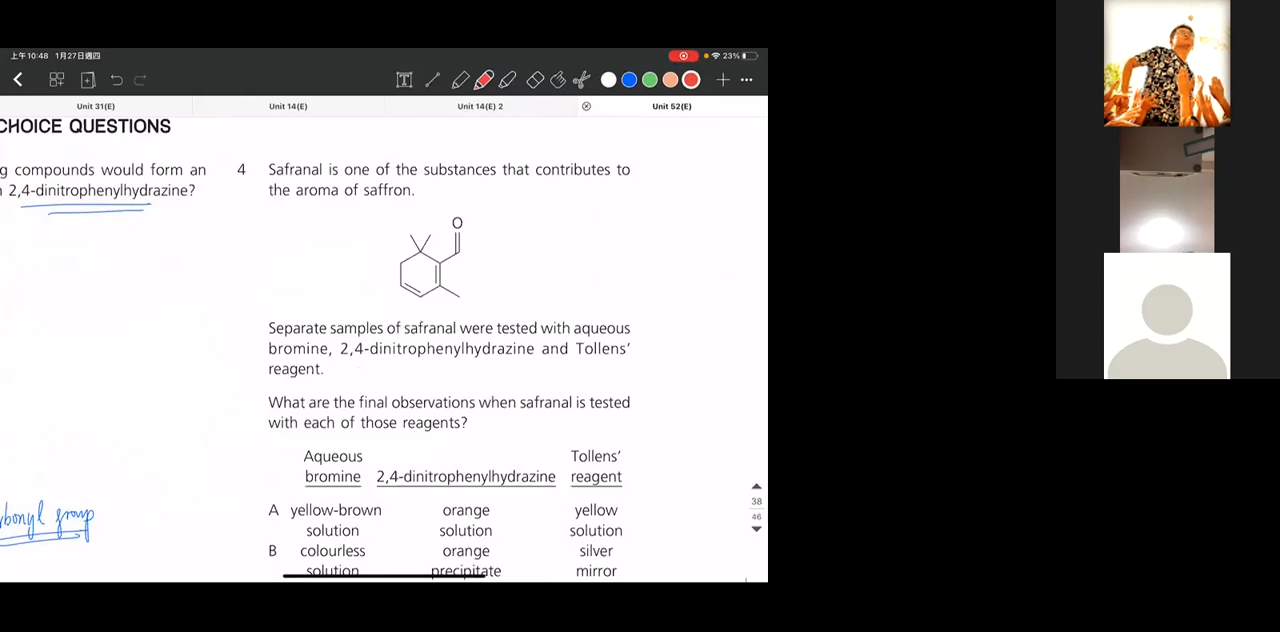 上午10:48 1月27日週四
23%
Unit 31(E)
Unit 14(E)
Unit 14(E) 2
Unit 52(E)
CHOICE QUESTIONS
g compounds would form an
2,4-dinitrophenylhydrazine?
bonyl group
4 Safranal is one of the substances that contributes to
the aroma of saffron.
O
Separate samples of safranal were tested with aqueous
bromine, 2,4-dinitrophenylhydrazine and Tollens’
reagent.
What are the final observations when safranal is tested
with each of those reagents?
Aqueous Tollens’
bromine 2,4-dinitrophenylhydrazine reagent
A yellow-brown orange yellow
solution solution solution
B colourless orange silver
solution precipitate mirror
38
46